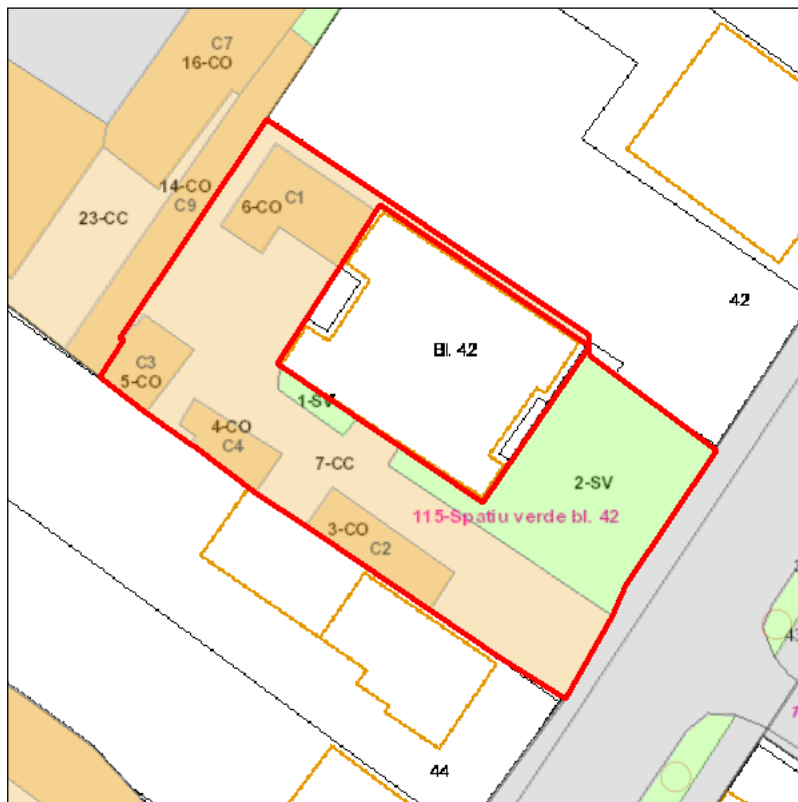 C7
16-CO
14-CO
C9
6-CO
C1
23-CC
42
Bl. 42
C3
5-CO
1-SV
4-CO
C4
7-CC
2-SV
115-Spatiu verde bl. 42
3-CO
C2
44